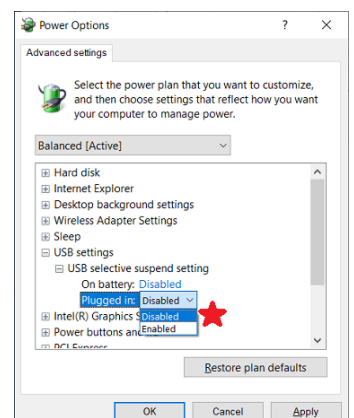 Power Options
?
Advanced settings
Select the power plan that you want to customize,
and then choose settings that reflect how you want
your computer to manage power.
Balanced [Active]
Hard disk
Internet Explorer
Desktop background settings
Wireless Adapter Settings
Sleep
USB settings
USB selective suspend setting
On battery: Disabled
Plugged in: Disabled
Disabled
Enabled
Intel(R) Graphics S
Power buttons and
PCI Express
Restore plan defaults
OK
Cancel
Apply